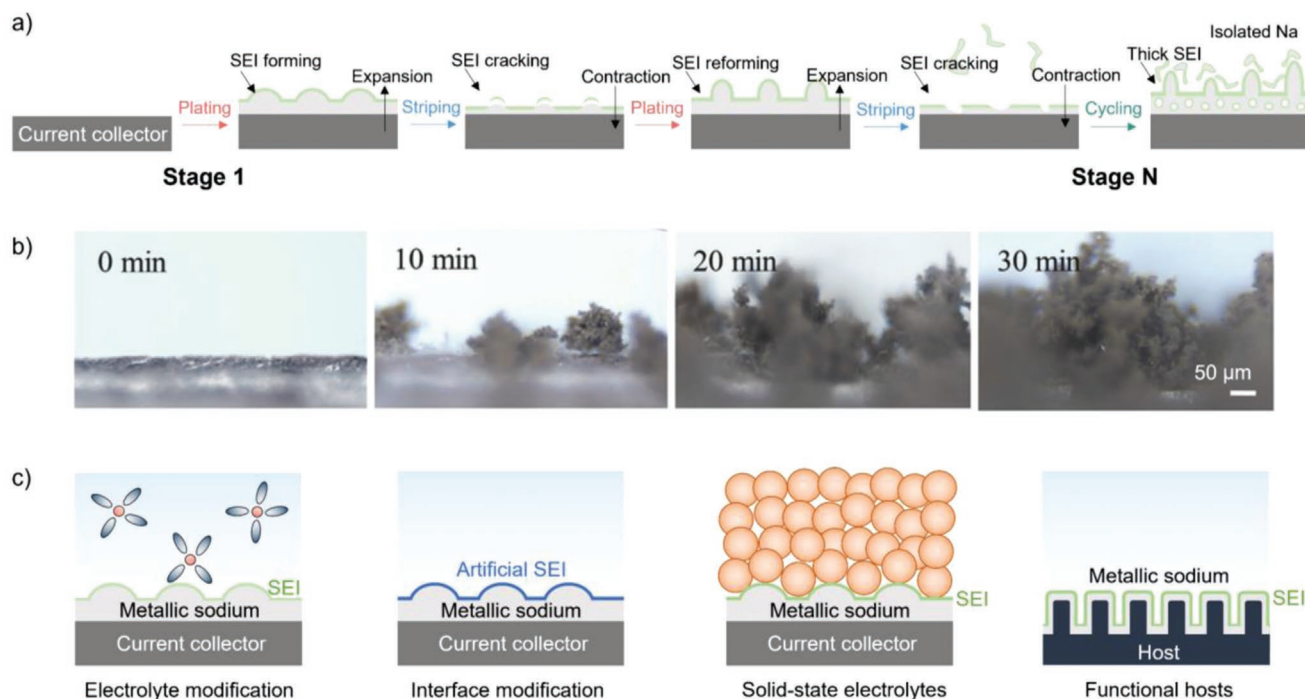 a)
SEI forming
Expansion
SEI cracking
Contraction
SEI reforming
Expansion
SEI cracking
Contraction
Thick SEI
Isolated Na
Current collector
Plating
Striping
Plating
Striping
Cycling
Stage 1
Stage N
b)
0 min
10 min
20 min
30 min
50 μm
c)
SEI
Metallic sodium
Current collector
Electrolyte modification
Artificial SEI
Metallic sodium
Current collector
Interface modification
Metallic sodium
SEI
Current collector
Solid-state electrolytes
Metallic sodium
SEI
Host
Functional hosts